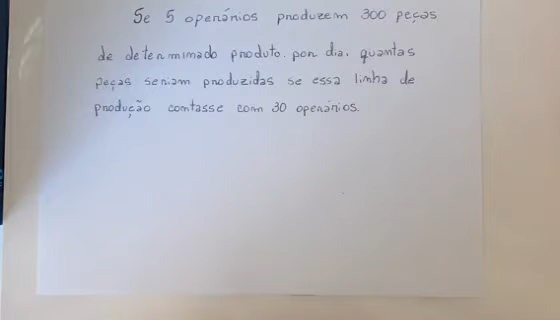 Se 5 operários produzem 300 peças
de determinado produto. por dia. quantas
peças seriam produzidas se essa linha de
produção contasse com 30 operários.